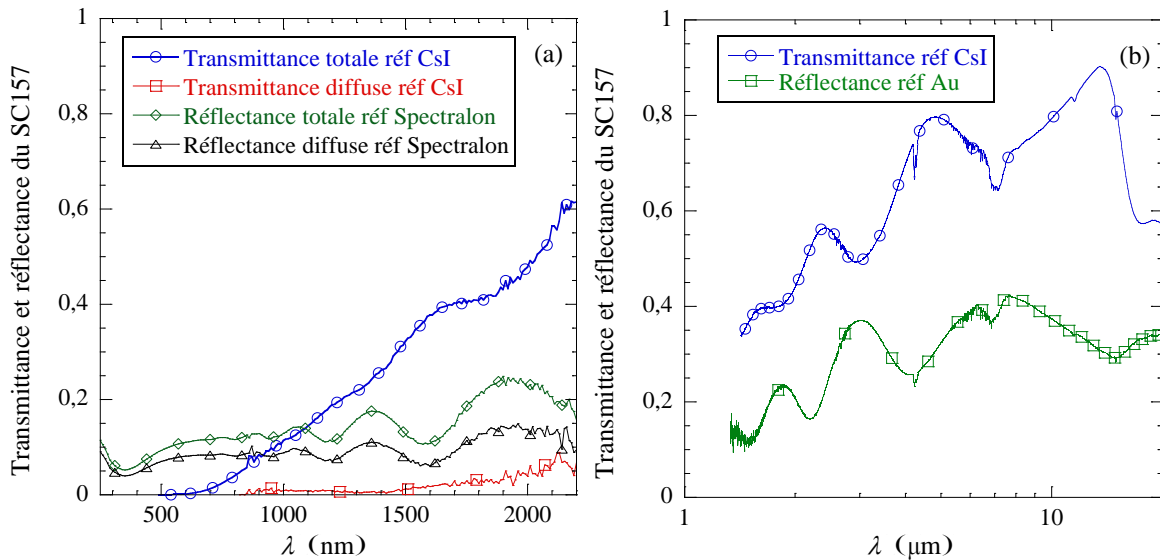 Transmittance et réflectance du SC157
1
0,8
0,6
0,4
0,2
0
500
1000
1500
2000
λ (nm)
Transmittance totale réf CsI
Transmittance diffuse réf CsI
Réflectance totale réf Spectralon
Réflectance diffuse réf Spectralon
(a)
Transmittance et réflectance du SC157
1
0,8
0,6
0,4
0,2
0
1
10
λ (μm)
Transmittance réf CsI
Réflectance réf Au
(b)